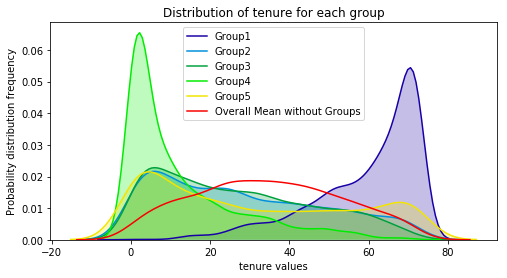 Distribution of tenure for each group
Probability distribution frequency
0.06
0.05
0.04
0.03
0.02
0.01
0.00
Group1
Group2
Group3
Group4
Group5
Overall Mean without Groups
−20
0
20
40
60
80
tenure values